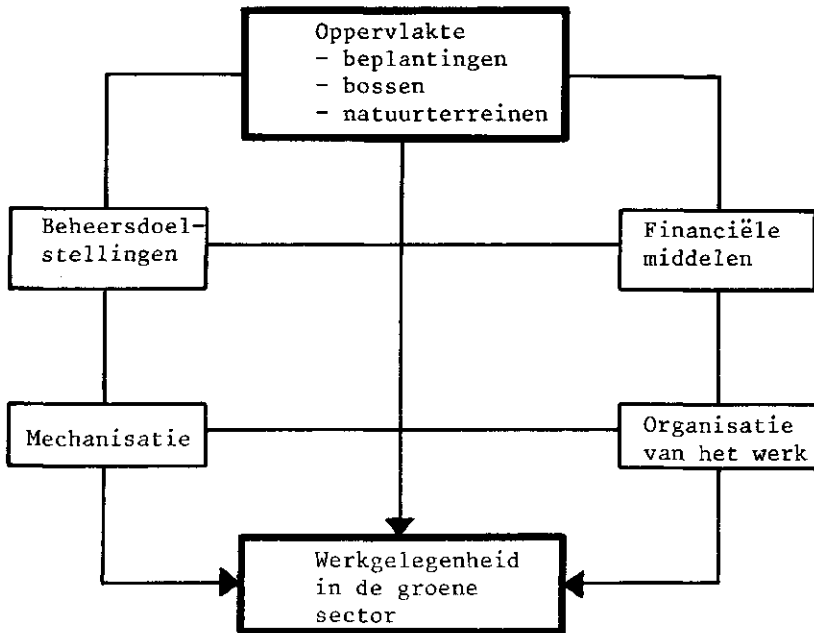 Oppervlakte
- beplantingen
- bossen
- natuurterreinen
Beheersdoel-
stellingen
Financiële
middelen
Mechanisatie
Organisatie
van het werk
Werkgelegenheid
in de groene
sector